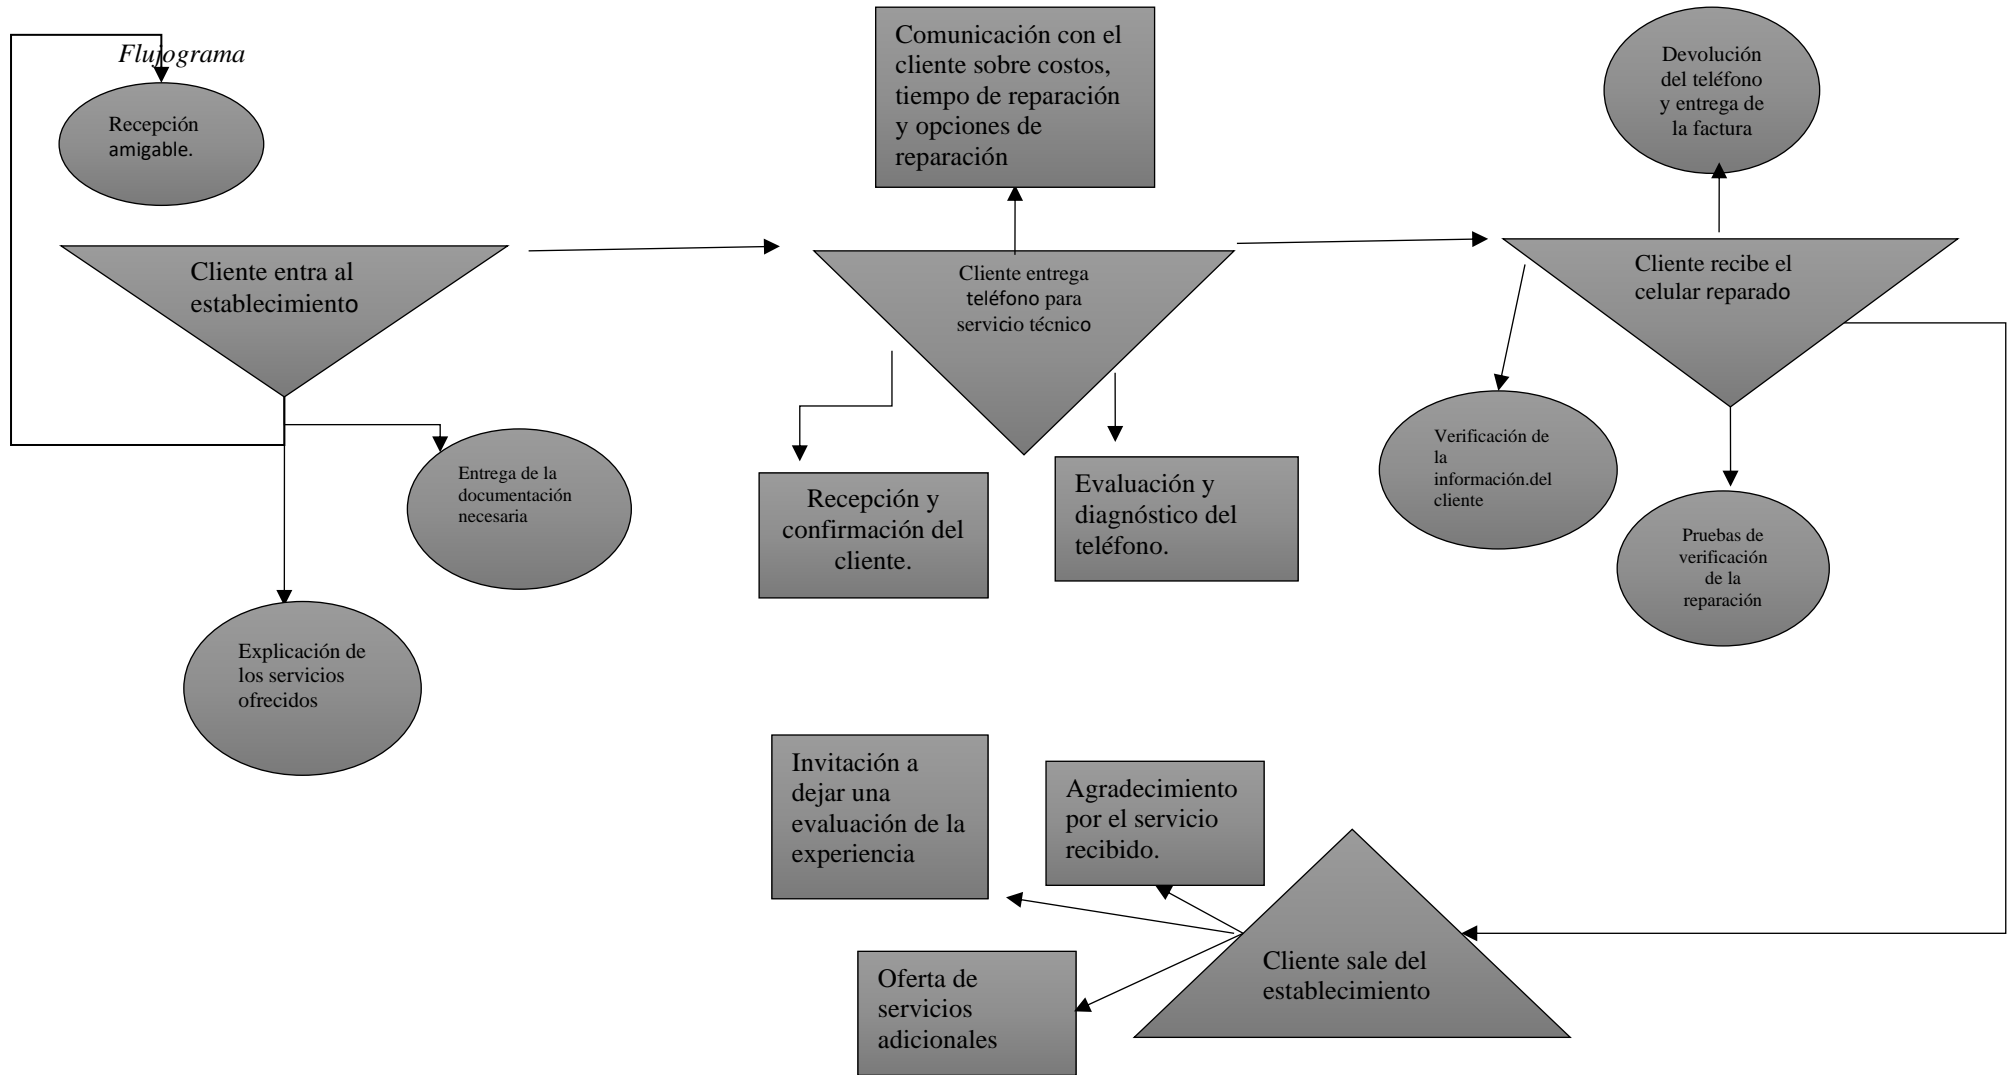 Flujograma
Recepción
amigable.
Comunicación con el
cliente sobre costos,
tiempo de reparación
y opciones de
reparación
Devolución
del teléfono
y entrega de
la factura
Cliente entra al
establecimiento
Cliente entrega
teléfono para
servicio técnico
Cliente recibe el
celular reparado
Entrega de la
documentación
necesaria
Recepción y
confirmación del
cliente.
Evaluación y
diagnóstico del
teléfono.
Verificación de
la
información.del
cliente
Pruebas de
verificación
de la
reparación
Explicación de
los servicios
ofrecidos
Invitación a
dejar una
evaluación de la
experiencia
Agradecimiento
por el servicio
recibido.
Oferta de
servicios
adicionales
Cliente sale del
establecimiento